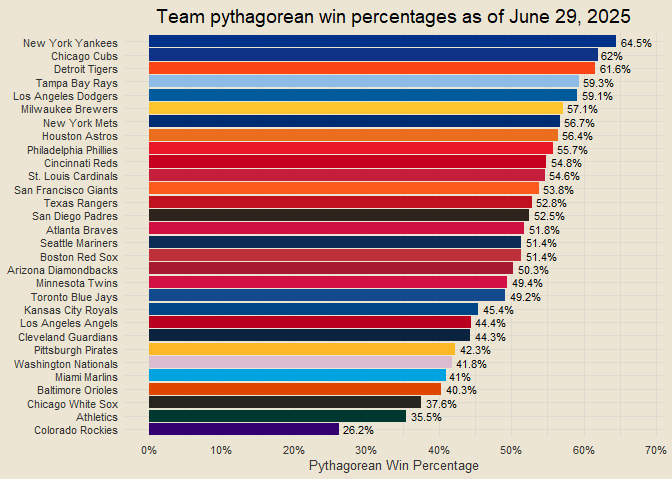 Team pythagorean win percentages as of June 29, 2025
New York Yankees 64.5%
Chicago Cubs 62%
Detroit Tigers 61.6%
Tampa Bay Rays 59.3%
Los Angeles Dodgers 59.1%
Milwaukee Brewers 57.1%
New York Mets 56.7%
Houston Astros 56.4%
Philadelphia Phillies 55.7%
Cincinnati Reds 54.8%
St. Louis Cardinals 54.6%
San Francisco Giants 53.8%
Texas Rangers 52.8%
San Diego Padres 52.5%
Atlanta Braves 51.8%
Seattle Mariners 51.4%
Boston Red Sox 51.4%
Arizona Diamondbacks 50.3%
Minnesota Twins 49.4%
Toronto Blue Jays 49.2%
Kansas City Royals 45.4%
Los Angeles Angels 44.4%
Cleveland Guardians 44.3%
Pittsburgh Pirates 42.3%
Washington Nationals 41.8%
Miami Marlins 41%
Baltimore Orioles 40.3%
Chicago White Sox 37.6%
Athletics 35.5%
Colorado Rockies 26.2%
0% 10% 20% 30% 40% 50% 60% 70%
Pythagorean Win Percentage